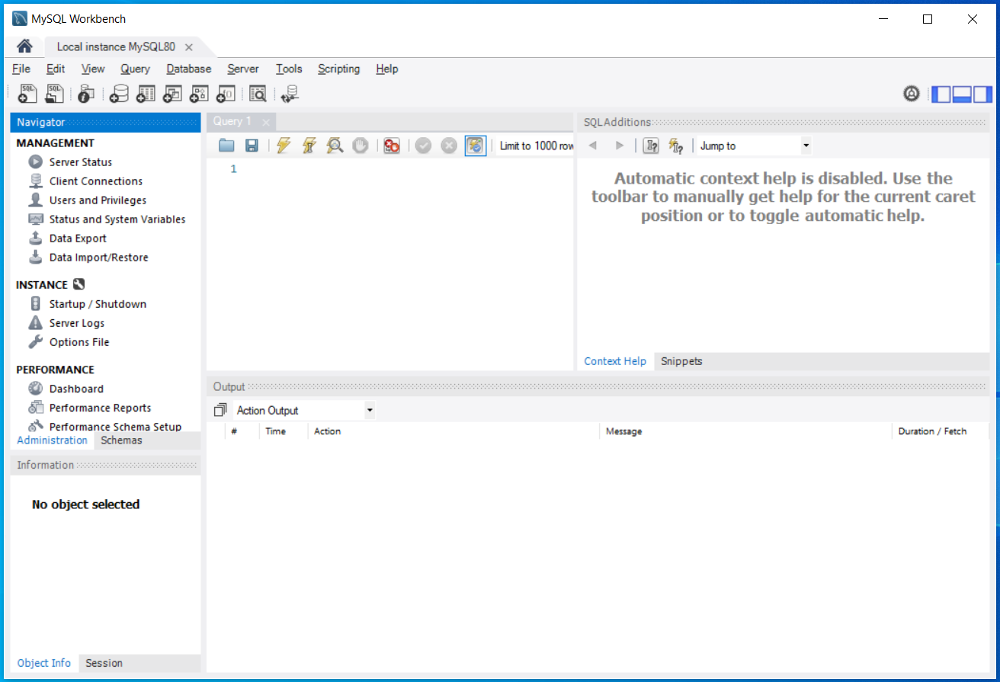 MySQL Workbench
Local instance MySQL80
File Edit View Query Database Server Tools Scripting Help
SQL SQL
Navigator
MANAGEMENT
Server Status
Client Connections
Users and Privileges
Status and System Variables
Data Export
Data Import/Restore
INSTANCE
Startup / Shutdown
Server Logs
Options File
PERFORMANCE
Dashboard
Performance Reports
Performance Schema Setup
Administration Schemas
Information
No object selected
Object Info Session
Query 1
Limit to 1000 row
1
SQLAdditions
Jump to
Automatic context help is disabled. Use the
toolbar to manually get help for the current caret
position or to toggle automatic help.
Context Help Snippets
Output
Action Output
# Time Action Message Duration / Fetch